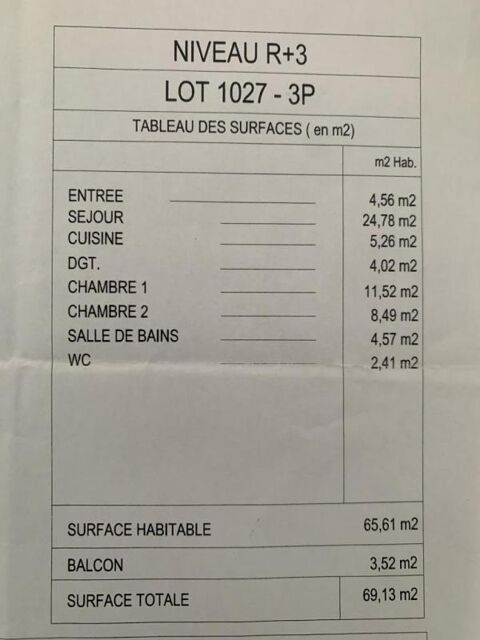 NIVEAU R+3
LOT 1027 - 3P
TABLEAU DES SURFACES ( en m2)
m2 Hab.
ENTREE 4,56 m2
SEJOUR 24,78 m2
CUISINE 5,26 m2
DGT. 4,02 m2
CHAMBRE 1 11,52 m2
CHAMBRE 2 8,49 m2
SALLE DE BAINS 4,57 m2
WC 2,41 m2
SURFACE HABITABLE 65,61 m2
BALCON 3,52 m2
SURFACE TOTALE 69,13 m2